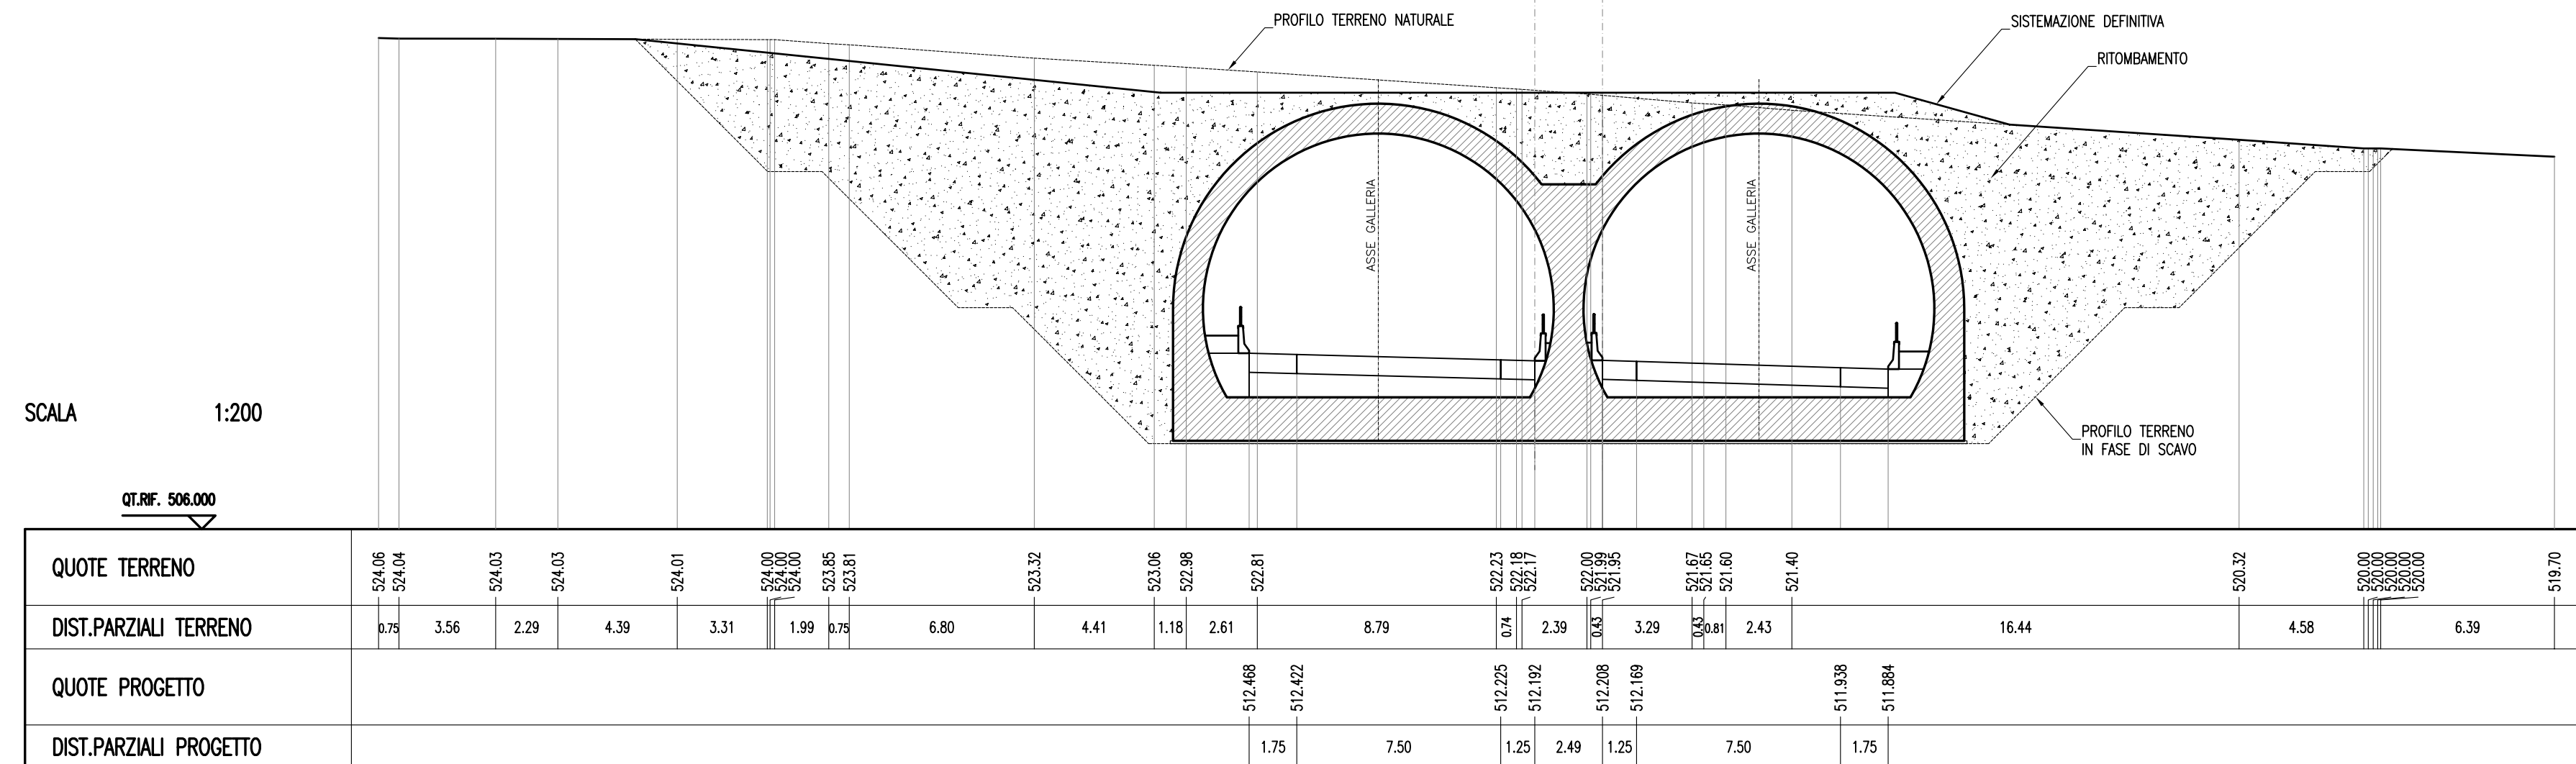 PROFILO TERRENO NATURALE
SISTEMAZIONE DEFINITIVA
RITOMBAMENTO
ASSE GALLERIA
ASSE GALLERIA
SCALA 1:200
PROFILO TERRENO
IN FASE DI SCAVO
QT.RIF. 506.000
QUOTE TERRENO 524.06 524.04 524.03 524.03 524.01 524.00 524.00 524.00 523.85 523.81 523.32 523.06 522.98 522.81 522.23 522.18 522.17 522.00 521.99 521.95 521.67 521.65 521.60 521.40 520.32 520.00 520.00 520.00 520.00 520.00 519.70
DIST.PARZIALI TERRENO 0.75 3.56 2.29 4.39 3.31 1.99 0.75 6.80 4.41 1.18 2.61 8.79 0.74 2.39 0.43 3.29 0.43 0.81 2.43 16.44 4.58 6.39
QUOTE PROGETTO 512.468 512.422 512.225 512.192 512.208 512.169 511.938 511.884
DIST.PARZIALI PROGETTO 1.75 7.50 1.25 2.49 1.25 7.50 1.75